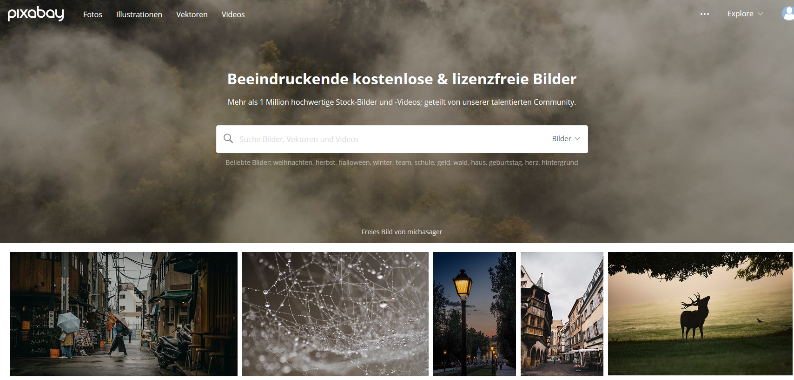 pixabay
Fotos Illustrationen Vektoren Videos
··· Explore
Beeindruckende kostenlose & lizenzfreie Bilder
Mehr als 1 Million hochwertige Stock-Bilder und -Videos; geteilt von unserer talentierten Community.
Suche Bilder, Vektoren und Videos
Bilder
Beliebte Bilder: weihnachten, herbst, halloween, winter, team, schule, geld, wald, haus, geburtstag, herz, hintergrund
Freies Bild von michasager